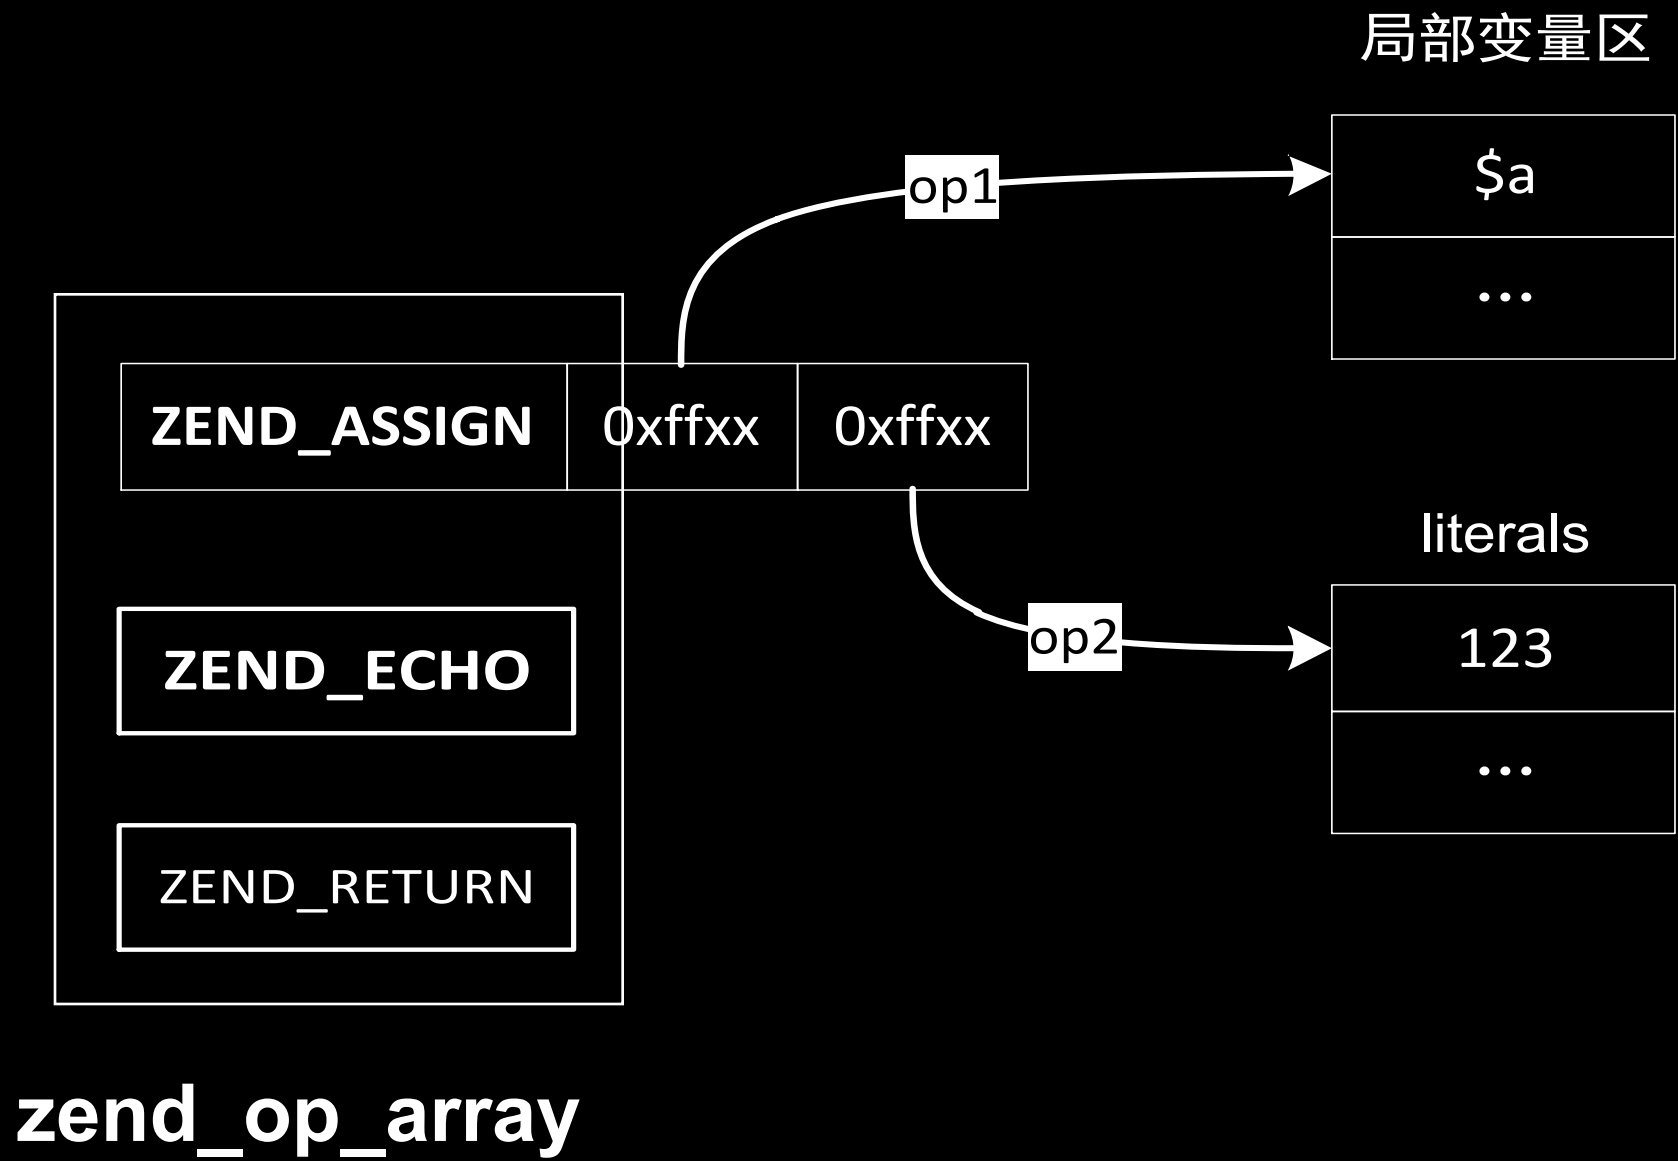 局部变量区
$a
...
op1
ZEND_ASSIGN 0xffxx 0xffxx
literals
op2
123
...
ZEND_ECHO
ZEND_RETURN
zend_op_array